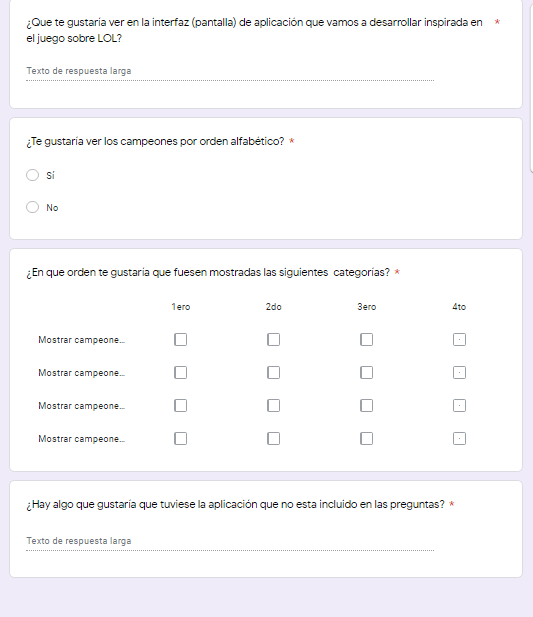 ¿Que te gustaría ver en la interfaz (pantalla) de aplicación que vamos a desarrollar inspirada en *
el juego sobre LOL?
Texto de respuesta larga
¿Te gustaría ver los campeones por orden alfabético? *
Sí
No
¿En que orden te gustaría que fuesen mostradas las siguientes categorías? *
1ero 2do 3ero 4to
Mostrar campeone...
Mostrar campeone...
Mostrar campeone...
Mostrar campeone...
¿Hay algo que gustaría que tuviese la aplicación que no esta incluido en las preguntas? *
Texto de respuesta larga